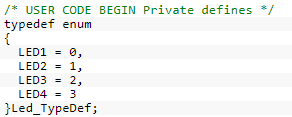 /* USER CODE BEGIN Private defines */
typedef enum
{
  LED1 = 0,
  LED2 = 1,
  LED3 = 2,
  LED4 = 3
}Led_TypeDef;